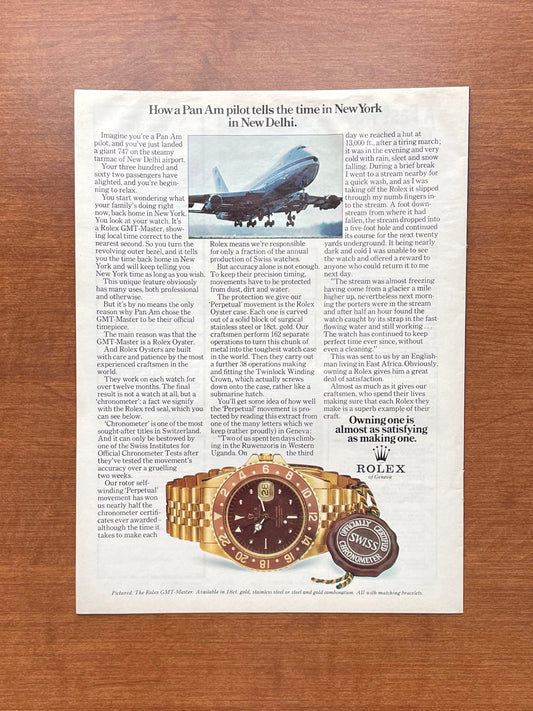 How a Pan Am pilot tells the time in New York
in New Delhi.
Imagine you're a Pan Am
pilot, and you've just landed
a giant 747 on the steamy
tarmac of New Delhi airport.
Your three hundred and
sixty two passengers have
alighted, and you're begin-
ning to relax.
You start wondering what
your family's doing right
now, back home in New York.
You look at your watch. It's
a Rolex GMT-Master, show-
ing local time correct to the
nearest second. So you turn the
revolving outer bezel, and it tells
you the time back home in New
York and will keep telling you
New York time as long as you wish.
This unique feature obviously
has many uses, both professional
and otherwise.
But it's by no means the only
reason why Pan Am chose the
GMT-Master to be their official
timepiece.
The main reason was that the
GMT-Master is a Rolex Oyster.
And Rolex Oysters are built
with care and patience by the most
experienced craftsmen in the
world.
They work on each watch for
over twelve months. The final
result is not a watch at all, but a
'chronometer'; a fact we signify
with the Rolex red seal, which you
can see below.
'Chronometer' is one of the most
sought after titles in Switzerland.
And it can only be bestowed by
one of the Swiss Institutes for
Official Chronometer Tests after
they've tested the movement's
accuracy over a gruelling
two weeks.
Our rotor self-
winding 'Perpetual'
movement has won
us nearly half the
chronometer certifi-
cates ever awarded –
although the time it
takes to make each
Rolex means we're responsible
for only a fraction of the annual
production of Swiss watches.
But accuracy alone is not enough.
To keep their precision timing,
movements have to be protected
from dust, dirt and water.
The protection we give our
'Perpetual' movement is the Rolex
Oyster case. Each one is carved
out of a solid block of surgical
stainless steel or 18ct. gold. Our
craftsmen perform 162 separate
operations to turn this chunk of
metal into the toughest watch case
in the world. Then they carry out
a further 38 operations making
and fitting the Twinlock Winding
Crown, which actually screws
down onto the case, rather like a
submarine hatch.
You'll get some idea of how well
the 'Perpetual' movement is pro-
tected by reading this extract from
one of the many letters which we
keep (rather proudly) in Geneva:
"Two of us spent ten days climb-
ing in the Ruwenzoris in Western
Uganda. On the third
day we reached a hut at
13,000 ft., after a tiring march;
it was in the evening and very
cold with rain, sleet and snow
falling. During a brief break
I went to a stream nearby for
a quick wash, and as I was
taking off the Rolex it slipped
through my numb fingers in-
to the stream. A foot down-
stream from where it had
fallen, the stream dropped into
a five-foot hole and continued
its course for the next twenty
yards underground. It being nearly
dark and cold I was unable to see
the watch and offered a reward to
anyone who could return it to me
next day.
"The stream was almost freezing
having come from a glacier a mile
higher up, nevertheless next morn-
ing the porters were in the stream
and after half an hour found the
watch caught by its strap in the fast-
flowing water and still working ...
The watch has continued to keep
perfect time ever since, without
even a cleaning."
This was sent to us by an English-
man living in East Africa. Obviously,
owning a Rolex gives him a great
deal of satisfaction.
Almost as much as it gives our
craftsmen, who spend their lives
making sure that each Rolex they
make is a superb example of their
craft.
Owning one is
almost as satisfying
as making one.
ROLEX
of Geneva
OFFICIALLY CERTIFIED
SWISS
CHRONOMETER
Pictured: The Rolex GMT-Master. Available in 18ct. gold, stainless steel or steel and gold combination. All with matching bracelets.